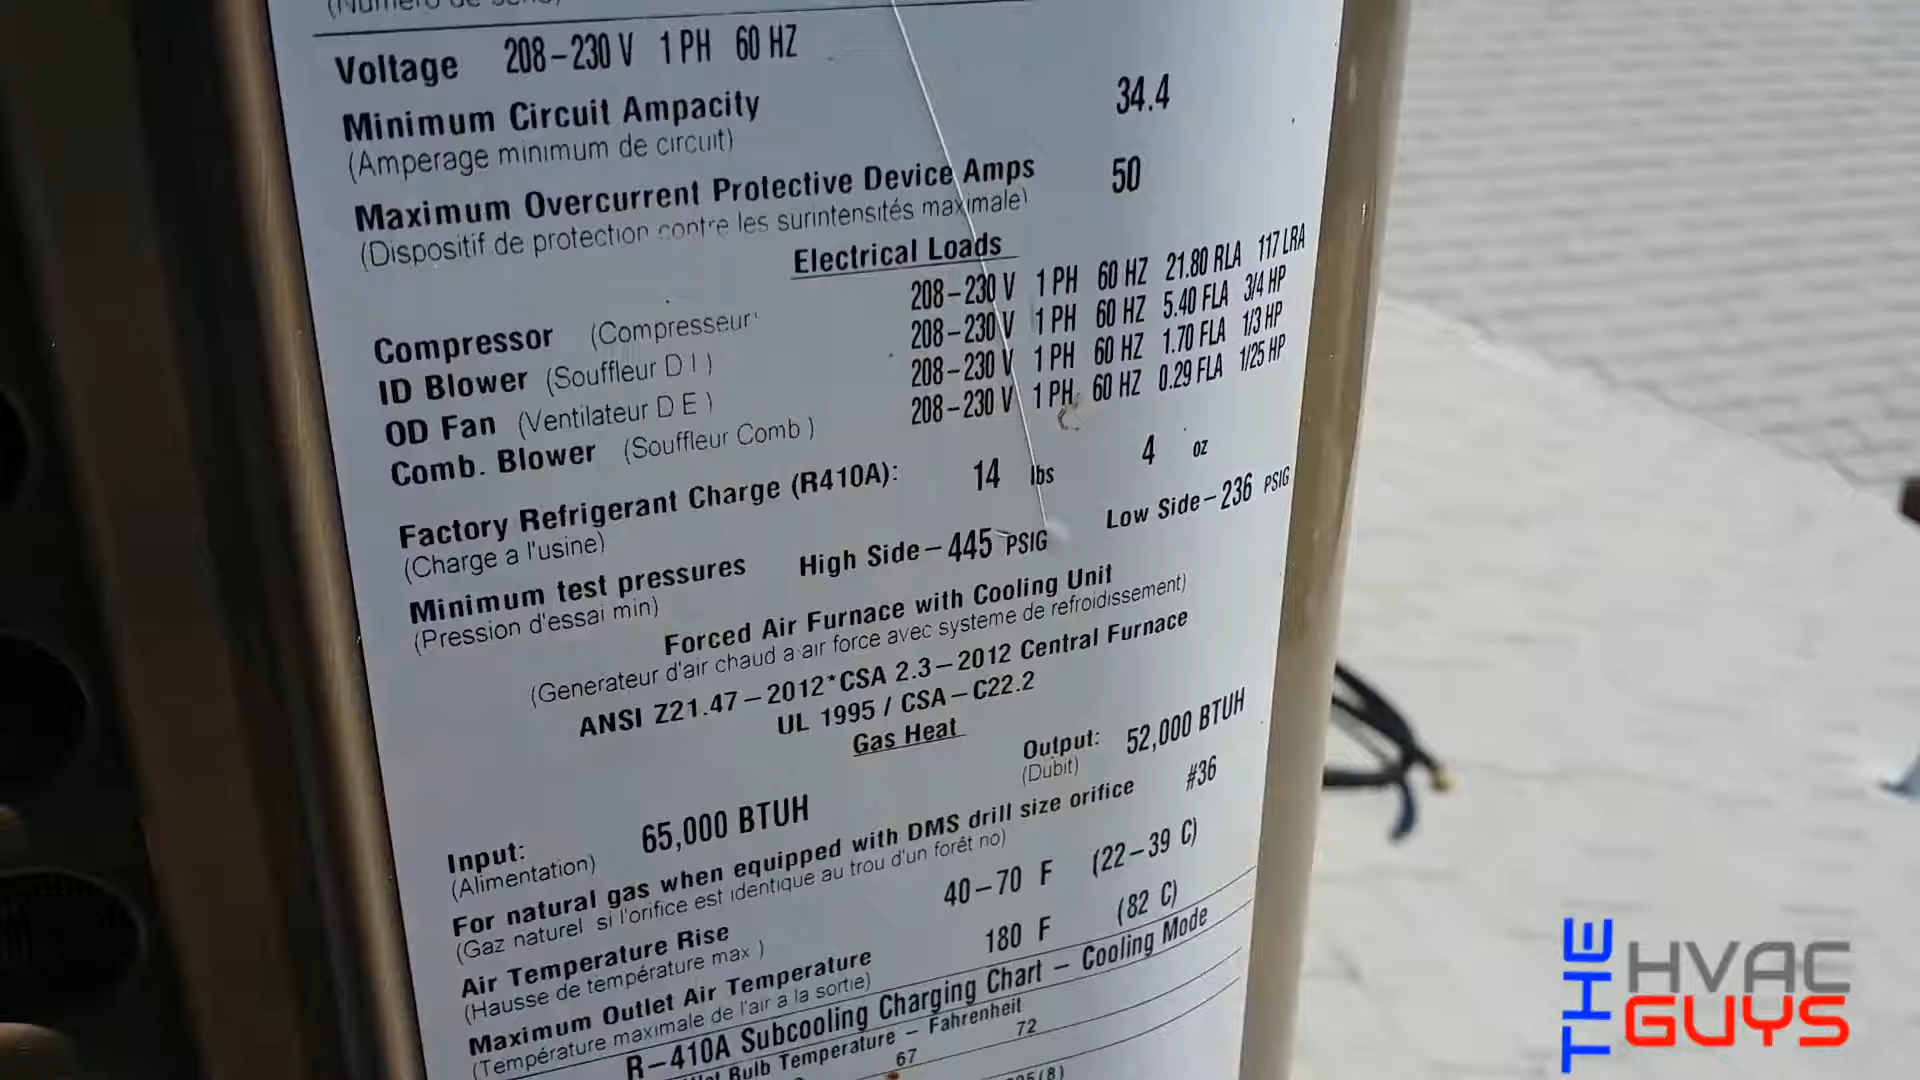 Voltage 208-230 V 1 PH 60 HZ
Minimum Circuit Ampacity 34.4
(Amperage minimum de circuit)
Maximum Overcurrent Protective Device Amps 50
(Dispositif de protection contre les surintensités maximale)
Electrical Loads
Compressor (Compresseur 208-230 V 1 PH 60 HZ 21.80 RLA 117 LRA
ID Blower (Souffleur D I ) 208-230 V 1 PH 60 HZ 5.40 FLA 3/4 HP
OD Fan (Ventilateur D E ) 208-230 V 1 PH 60 HZ 1.70 FLA 1/3 HP
Comb. Blower (Souffleur Comb ) 208-230 V 1 PH 60 HZ 0.29 FLA 1/25 HP
Factory Refrigerant Charge (R410A): 14 lbs 4 oz
(Charge a l'usine)
Minimum test pressures High Side-445 PSIG Low Side-236 PSIG
(Pression d'essai min)
Forced Air Furnace with Cooling Unit
(Generateur d'air chaud a air force avec systeme de refroidissement)
ANSI Z21.47-2012*CSA 2.3-2012 Central Furnace
UL 1995 / CSA-C22.2
Gas Heat
Input: 65,000 BTUH Output: 52,000 BTUH
(Alimentation) (Dubit)
For natural gas when equipped with DMS drill size orifice #36
(Gaz naturel si l'orifice est identique au trou d'un forêt no)
Air Temperature Rise 40-70 F (22-39 C)
(Hausse de température max )
Maximum Outlet Air Temperature 180 F (82 C)
(Température maximale de l'air a la sortie)
R-410A Subcooling Charging Chart - Cooling Mode
Bulb Temperature - Fahrenheit
67 72
THE HVAC GUYS